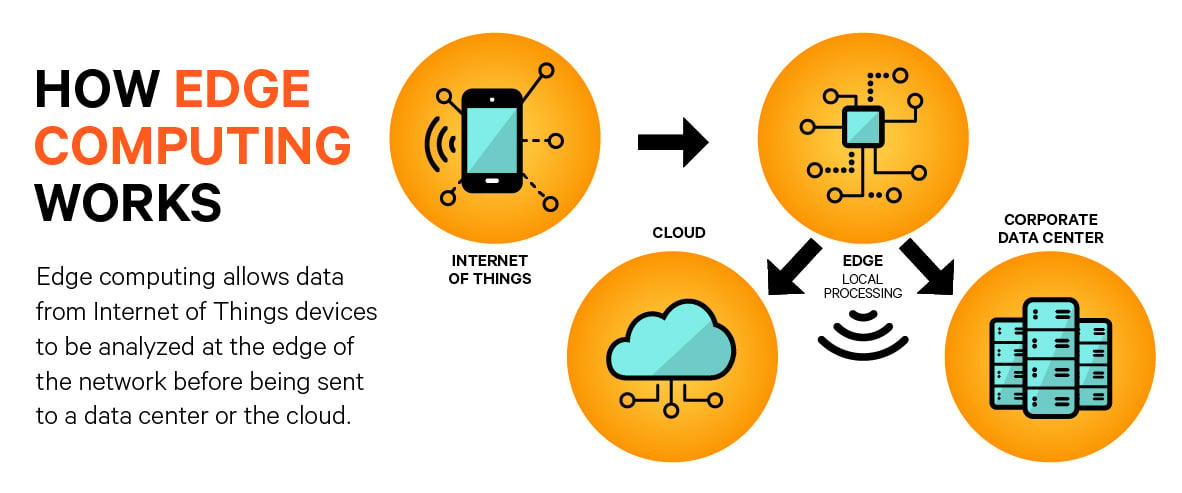 HOW EDGE
COMPUTING
WORKS
Edge computing allows data
from Internet of Things devices
to be analyzed at the edge of
the network before being sent
to a data center or the cloud.
INTERNET
OF THINGS
EDGE
LOCAL
PROCESSING
CLOUD
CORPORATE
DATA CENTER